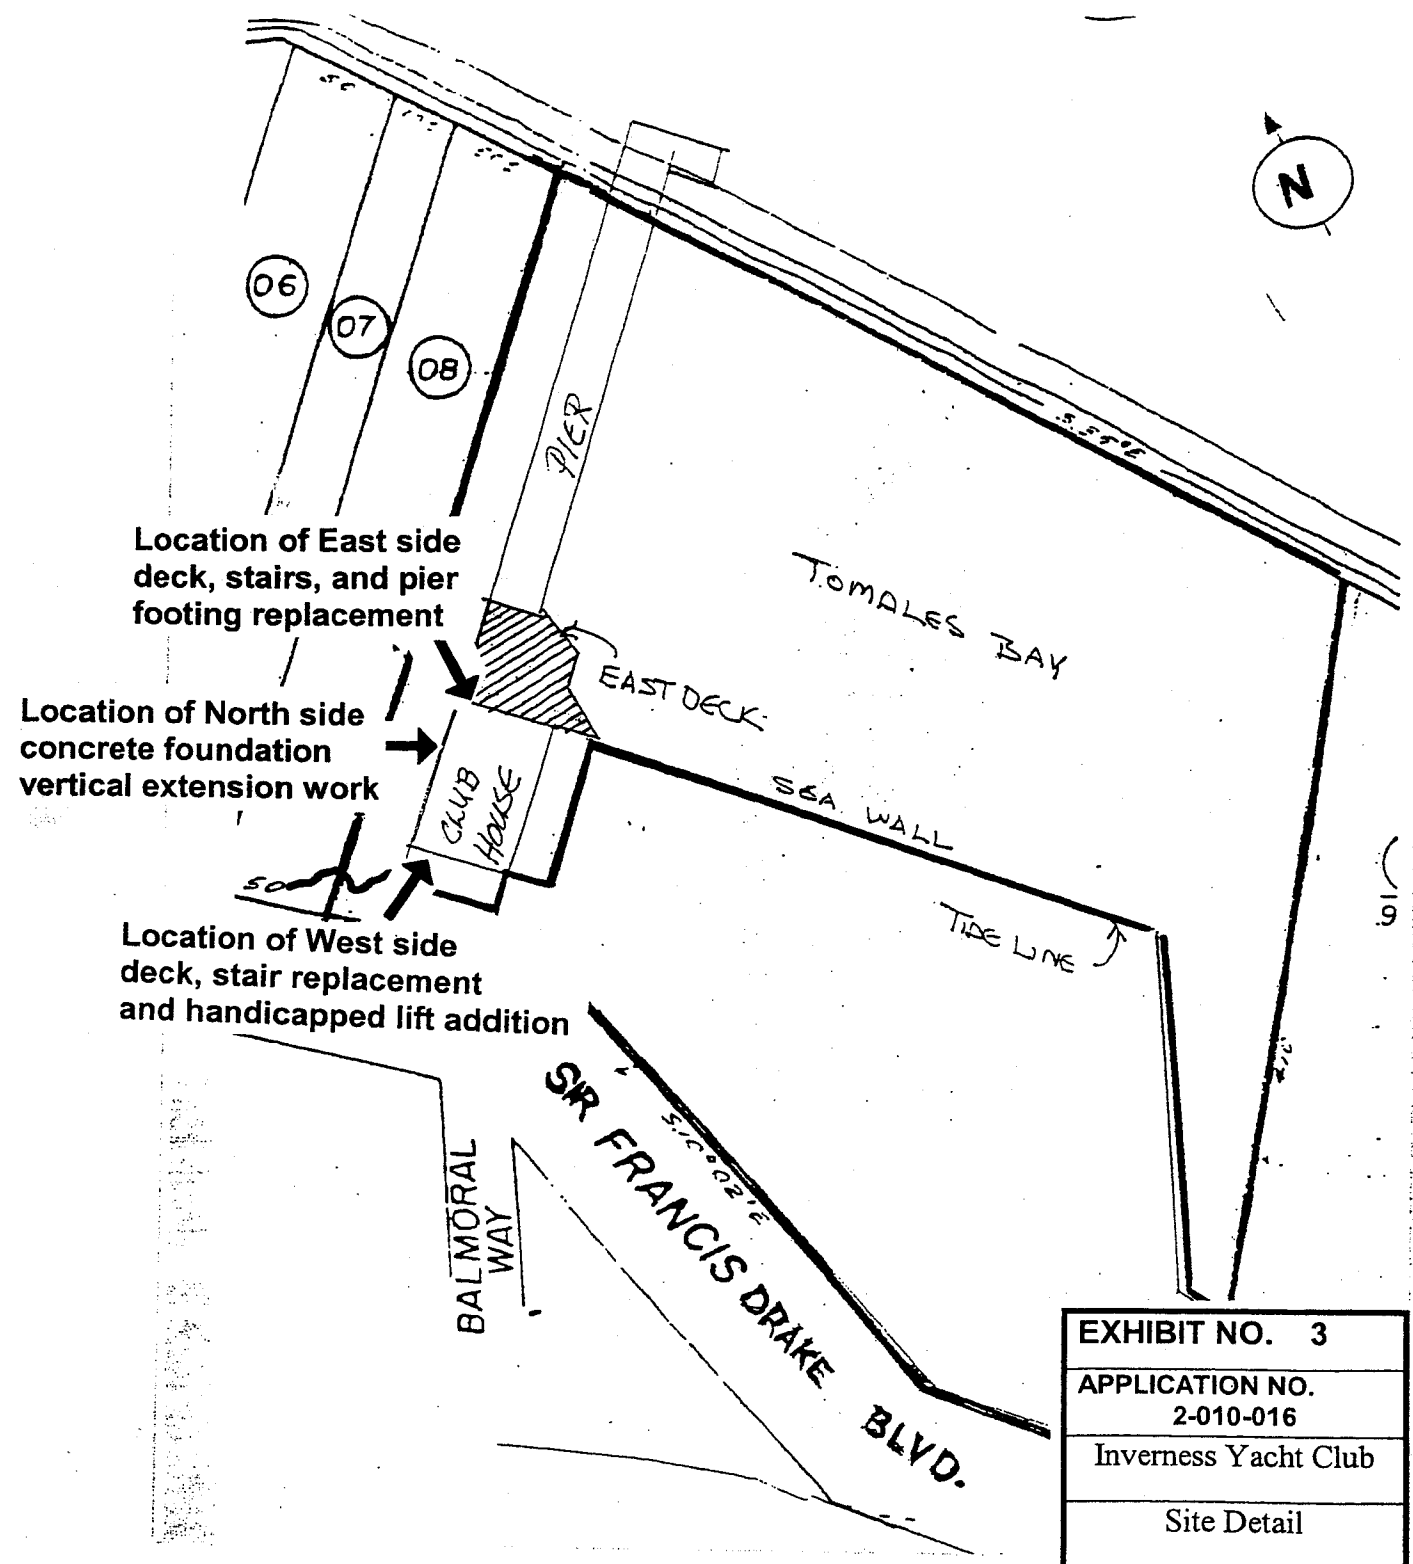 N
06
07
08
PIER
Location of East side
deck, stairs, and pier
footing replacement
TOMALES BAY
EAST DECK
Location of North side
concrete foundation
vertical extension work
CLUB
HOUSE
SEA WALL
TIDE LINE
50
Location of West side
deck, stair replacement
and handicapped lift addition
BALMORAL
WAY
SIR FRANCIS DRAKE BLVD.
EXHIBIT NO. 3
APPLICATION NO.
2-010-016
Inverness Yacht Club
Site Detail